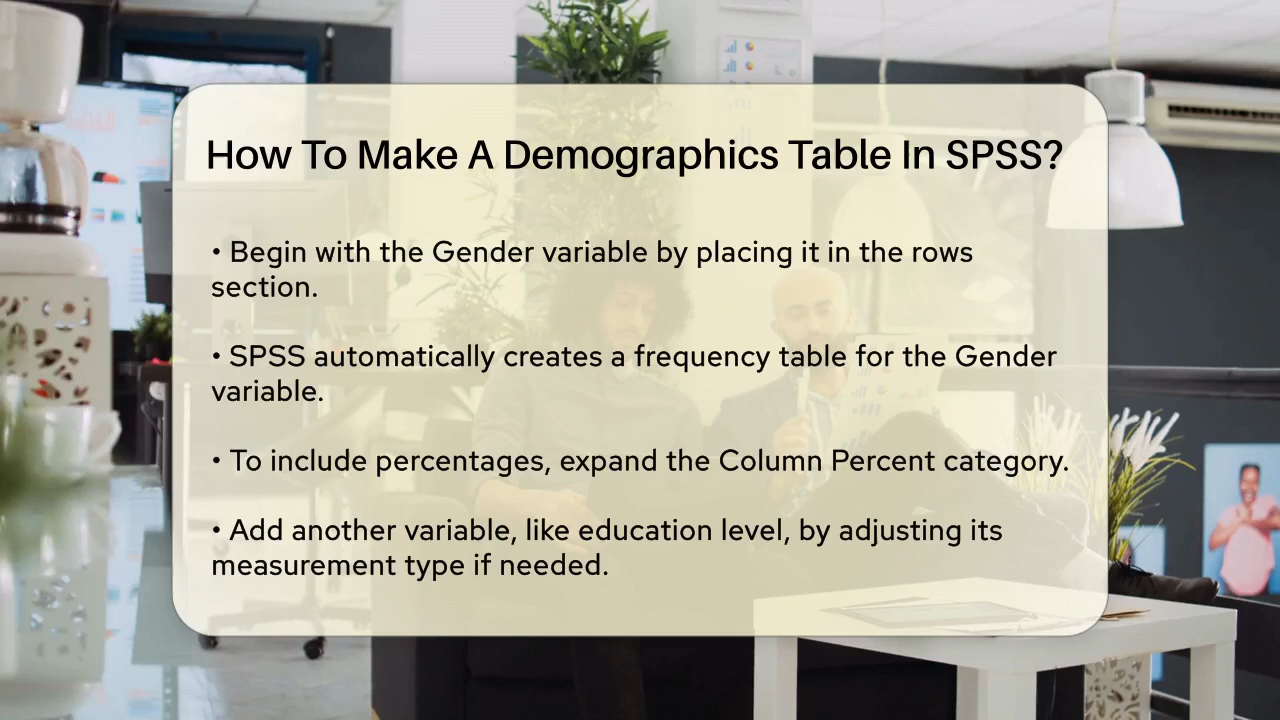 How To Make A Demographics Table In SPSS?
• Begin with the Gender variable by placing it in the rows
section.
• SPSS automatically creates a frequency table for the Gender
variable.
• To include percentages, expand the Column Percent category.
• Add another variable, like education level, by adjusting its
measurement type if needed.